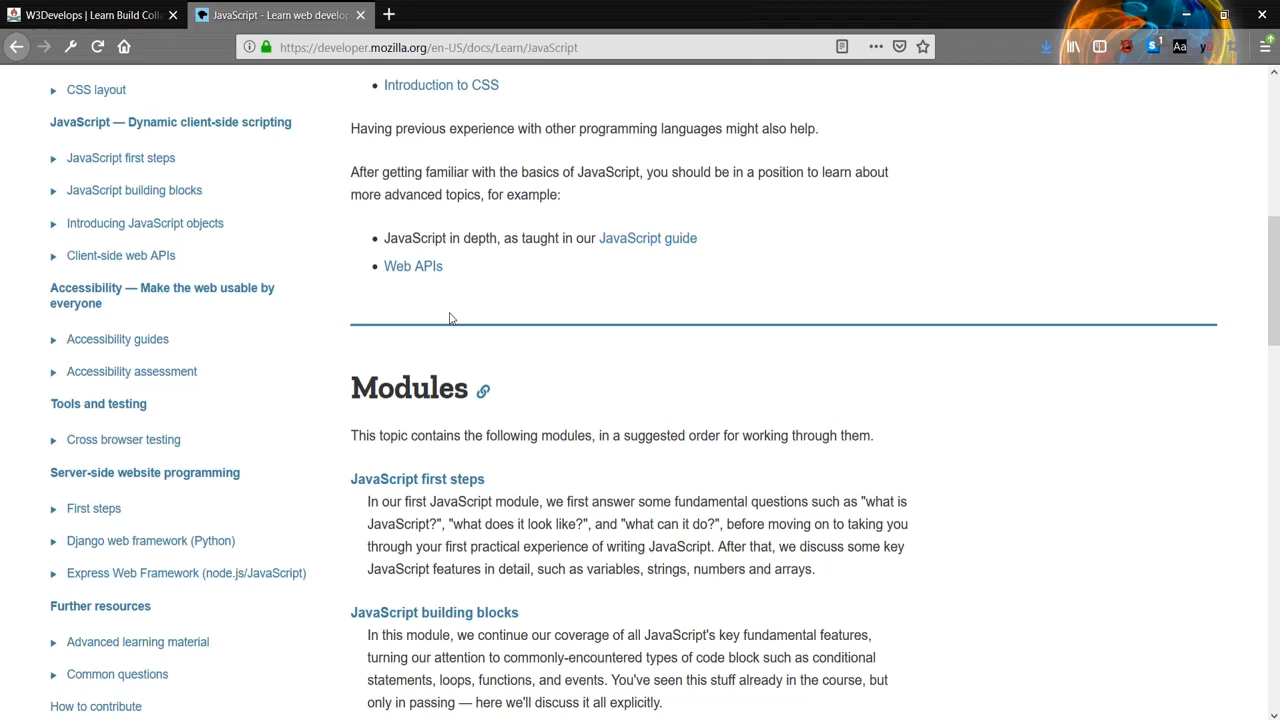 W3Develops | Learn Build Coll
JavaScript - Learn web develop
https://developer.mozilla.org/en-US/docs/Learn/JavaScript
1
Aa
CSS layout
JavaScript — Dynamic client-side scripting
JavaScript first steps
JavaScript building blocks
Introducing JavaScript objects
Client-side web APIs
Accessibility — Make the web usable by
everyone
Accessibility guides
Accessibility assessment
Tools and testing
Cross browser testing
Server-side website programming
First steps
Django web framework (Python)
Express Web Framework (node.js/JavaScript)
Further resources
Advanced learning material
Common questions
How to contribute
Introduction to CSS
Having previous experience with other programming languages might also help.
After getting familiar with the basics of JavaScript, you should be in a position to learn about
more advanced topics, for example:
JavaScript in depth, as taught in our JavaScript guide
Web APIs
Modules
This topic contains the following modules, in a suggested order for working through them.
JavaScript first steps
In our first JavaScript module, we first answer some fundamental questions such as "what is
JavaScript?", "what does it look like?", and "what can it do?", before moving on to taking you
through your first practical experience of writing JavaScript. After that, we discuss some key
JavaScript features in detail, such as variables, strings, numbers and arrays.
JavaScript building blocks
In this module, we continue our coverage of all JavaScript's key fundamental features,
turning our attention to commonly-encountered types of code block such as conditional
statements, loops, functions, and events. You've seen this stuff already in the course, but
only in passing — here we'll discuss it all explicitly.